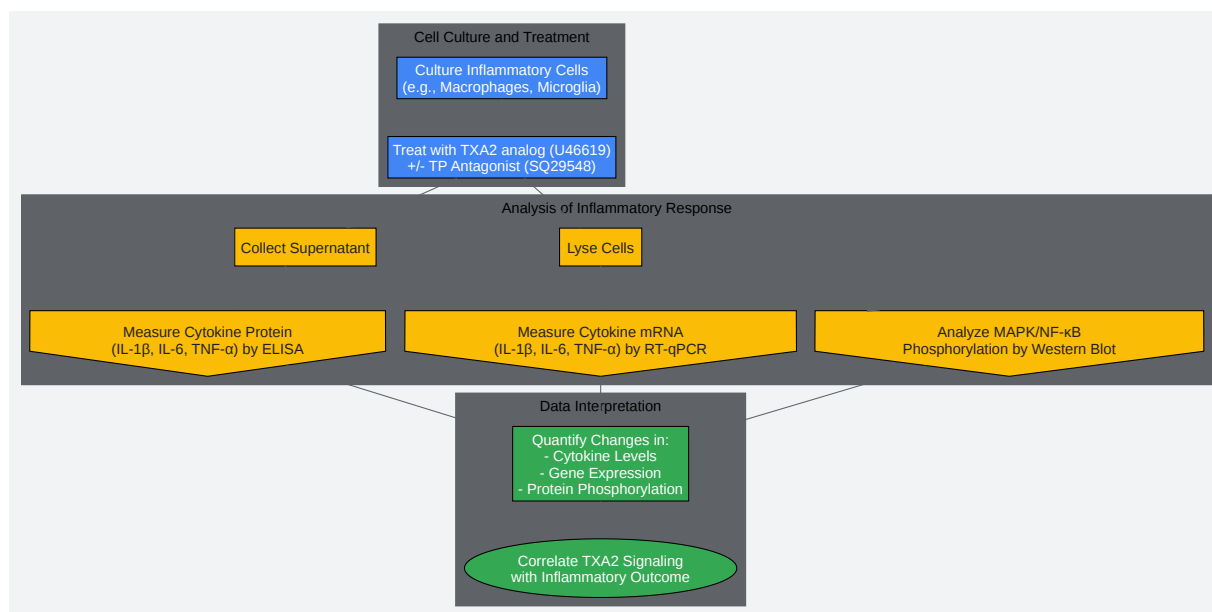 Cell Culture and Treatment
Culture Inflammatory Cells
(e.g., Macrophages, Microglia)
Treat with TXA2 analog (U46619)
+/- TP Antagonist (SQ29548)
Analysis of Inflammatory Response
Collect Supernatant
Lyse Cells
Measure Cytokine Protein
(IL-1β, IL-6, TNF-α) by ELISA
Measure Cytokine mRNA
(IL-1β, IL-6, TNF-α) by RT-qPCR
Analyze MAPK/NF-κB
Phosphorylation by Western Blot
Data Interpretation
Quantify Changes in:
- Cytokine Levels
- Gene Expression
- Protein Phosphorylation
Correlate TXA2 Signaling
with Inflammatory Outcome